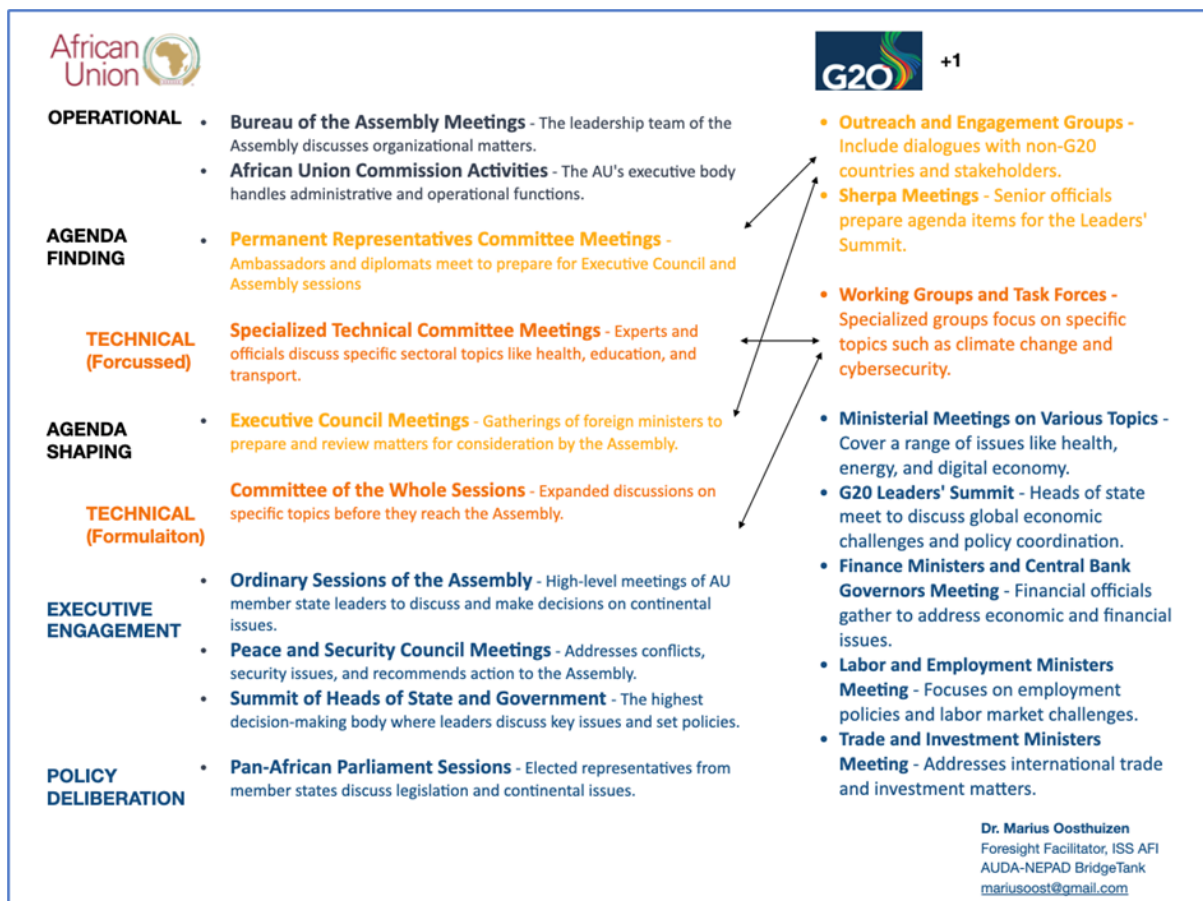 African
Union
G20
+1
OPERATIONAL
• Bureau of the Assembly Meetings - The leadership team of the
Assembly discusses organizational matters.
• African Union Commission Activities - The AU's executive body
handles administrative and operational functions.
AGENDA
FINDING
• Permanent Representatives Committee Meetings -
Ambassadors and diplomats meet to prepare for Executive Council and
Assembly sessions
TECHNICAL
(Forcussed)
Specialized Technical Committee Meetings - Experts and
officials discuss specific sectoral topics like health, education, and
transport.
AGENDA
SHAPING
• Executive Council Meetings - Gatherings of foreign ministers to
prepare and review matters for consideration by the Assembly.
TECHNICAL
(Formulaiton)
Committee of the Whole Sessions - Expanded discussions on
specific topics before they reach the Assembly.
EXECUTIVE
ENGAGEMENT
• Ordinary Sessions of the Assembly - High-level meetings of AU
member state leaders to discuss and make decisions on continental
issues.
• Peace and Security Council Meetings - Addresses conflicts,
security issues, and recommends action to the Assembly.
• Summit of Heads of State and Government - The highest
decision-making body where leaders discuss key issues and set policies.
POLICY
DELIBERATION
• Pan-African Parliament Sessions - Elected representatives from
member states discuss legislation and continental issues.
• Outreach and Engagement Groups -
Include dialogues with non-G20
countries and stakeholders.
• Sherpa Meetings - Senior officials
prepare agenda items for the Leaders'
Summit.
• Working Groups and Task Forces -
Specialized groups focus on specific
topics such as climate change and
cybersecurity.
• Ministerial Meetings on Various Topics -
Cover a range of issues like health,
energy, and digital economy.
• G20 Leaders' Summit - Heads of state
meet to discuss global economic
challenges and policy coordination.
• Finance Ministers and Central Bank
Governors Meeting - Financial officials
gather to address economic and financial
issues.
• Labor and Employment Ministers
Meeting - Focuses on employment
policies and labor market challenges.
• Trade and Investment Ministers
Meeting - Addresses international trade
and investment matters.
Dr. Marius Oosthuizen
Foresight Facilitator, ISS AFI
AUDA-NEPAD BridgeTank
mariusoost@gmail.com